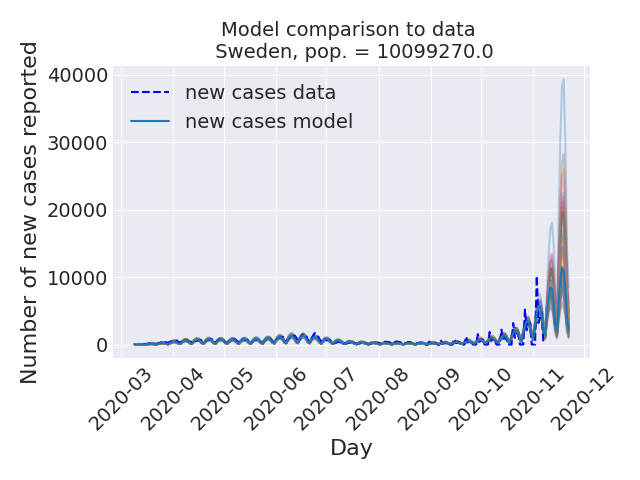 Model comparison to data
Sweden, pop. = 10099270.0
new cases data
new cases model
Number of new cases reported
40000
30000
20000
10000
0
2020-03
2020-04
2020-05
2020-06
2020-07
2020-08
2020-09
2020-10
2020-11
2020-12
Day